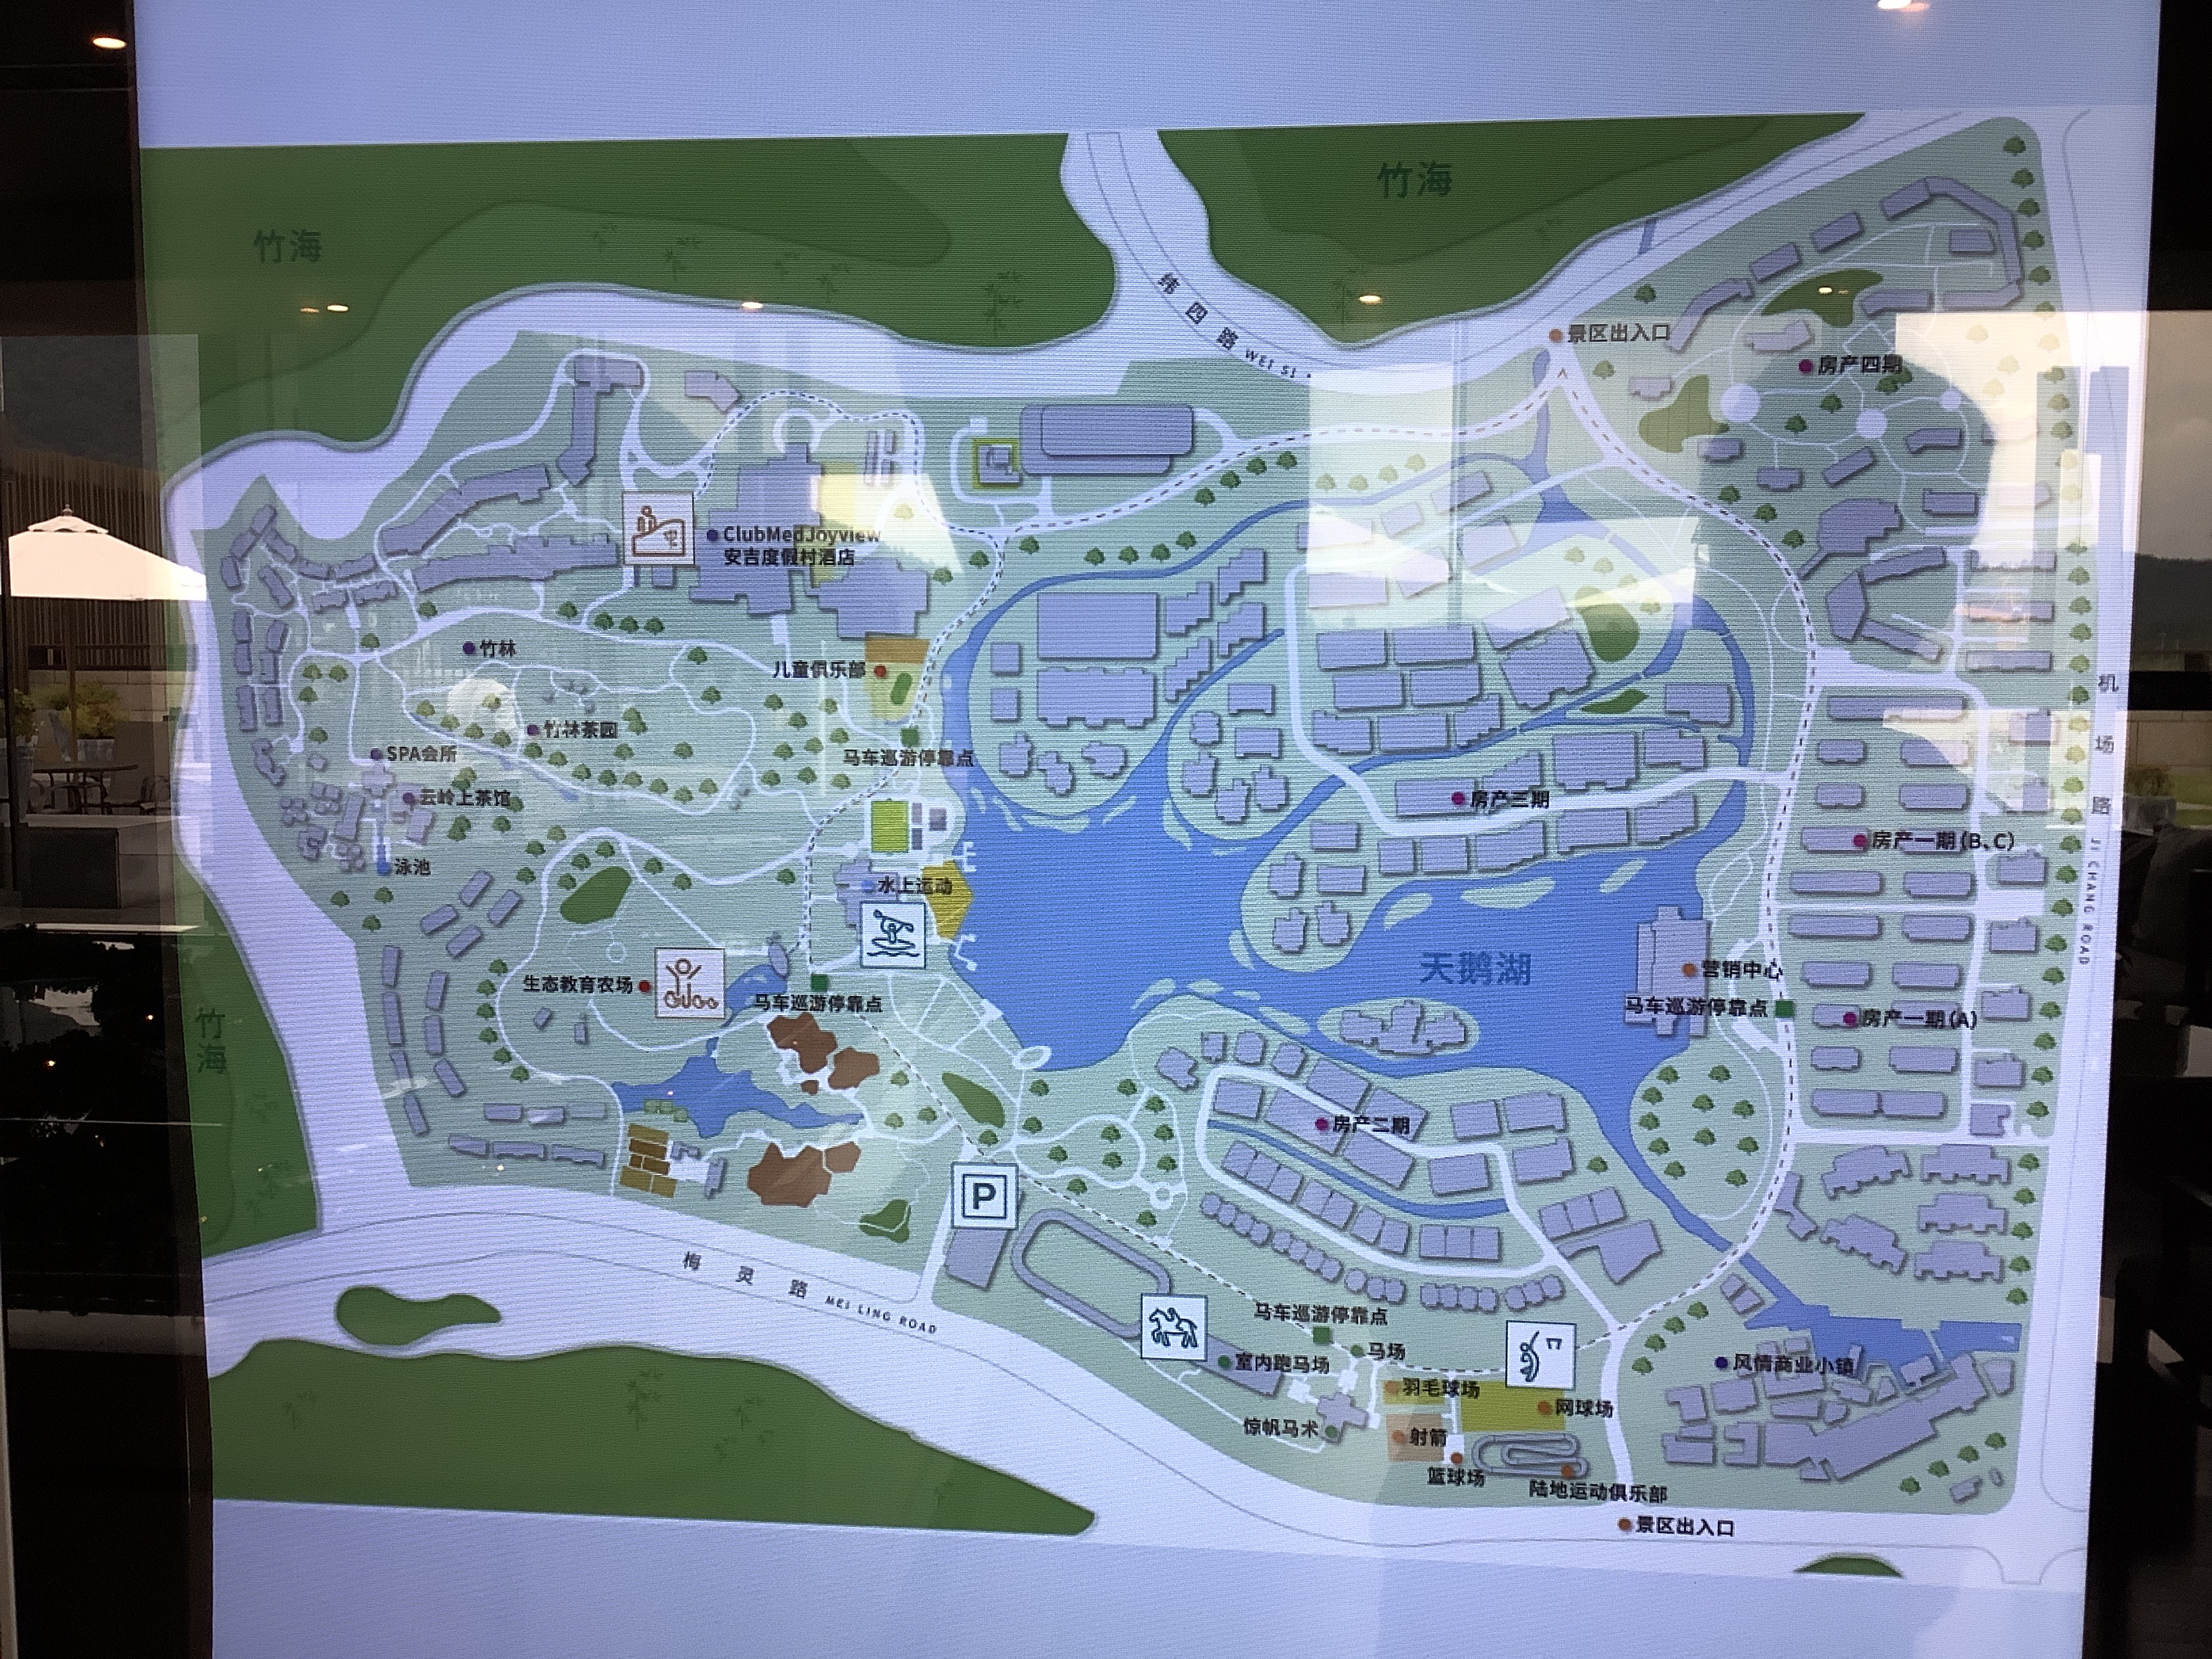 竹海
竹海
纬四路 WEI SI
景区出入口
房产四期
ClubMedJoyview
安吉度假村酒店
竹林
儿童俱乐部
机场路 JI CHANG ROAD
竹林茶园
SPA会所
马车巡游停靠点
云岭上茶馆
房产三期
房产一期(B、C)
泳池
水上运动
天鹅湖
营销中心
生态教育农场
马车巡游停靠点
马车巡游停靠点
房产一期(A)
竹海
房产二期
P
梅灵路 MEI LING ROAD
马车巡游停靠点
马场
室内跑马场
风情商业小镇
羽毛球场
网球场
惊帆马术
射箭
篮球场
陆地运动俱乐部
景区出入口